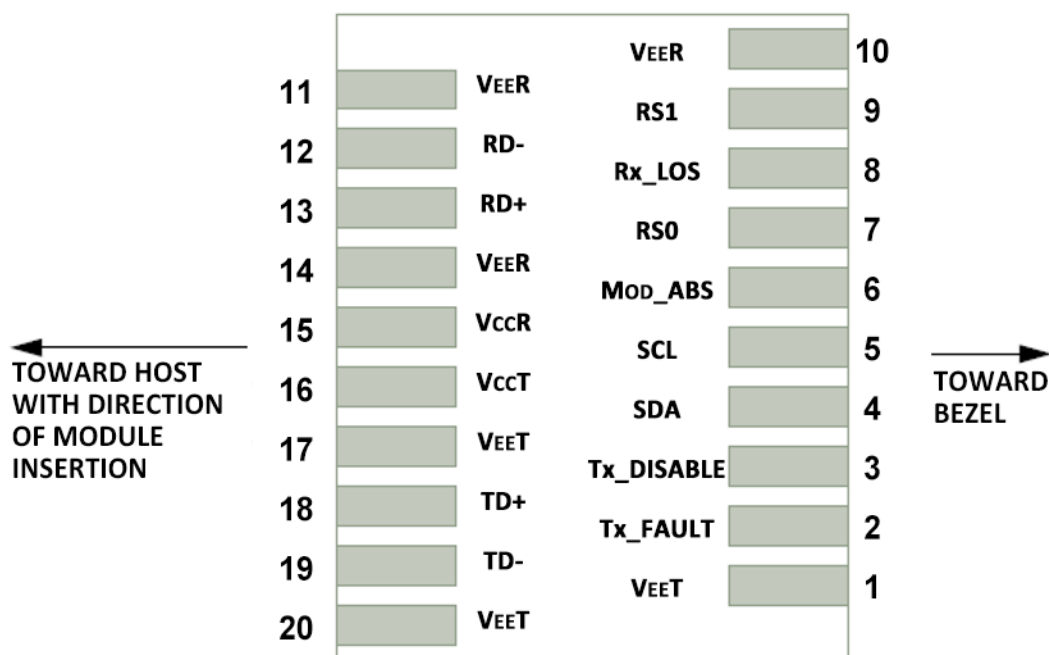 VEER 10
11 VEER
RS1 9
12 RD-
Rx_LOS 8
13 RD+
RS0 7
14 VEER
MOD_ABS 6
15 VCCR
SCL 5
16 VCCT
SDA 4
17 VEET
Tx_DISABLE 3
18 TD+
Tx_FAULT 2
19 TD-
VEET 1
20 VEET
TOWARD HOST
WITH DIRECTION
OF MODULE
INSERTION
TOWARD
BEZEL